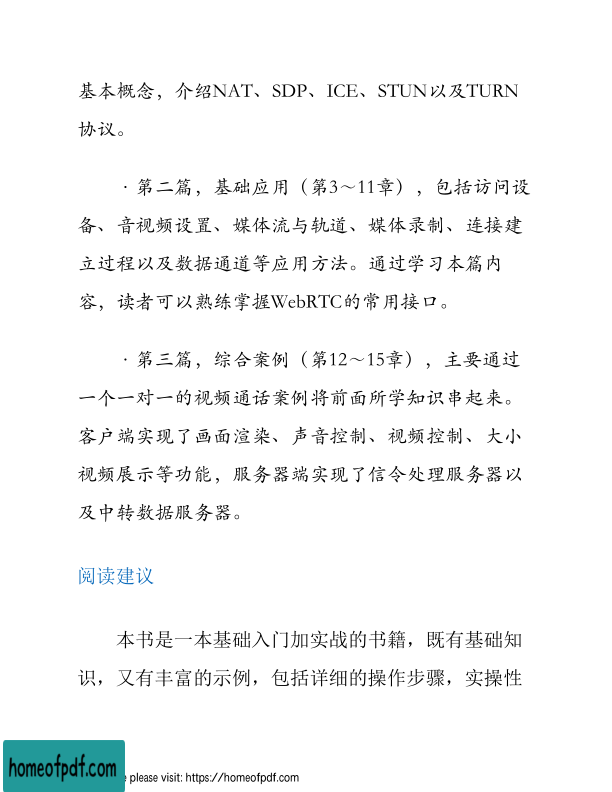 基本概念，介绍NAT、SDP、ICE、STUN以及TURN
协议。
·第二篇，基础应用（第3～11章），包括访问设
备、音视频设置、媒体流与轨道、媒体录制、连接建
立过程以及数据通道等应用方法。通过学习本篇内
容，读者可以熟练掌握WebRTC的常用接口。
·第三篇，综合案例（第12～15章），主要通过
一个一对一的视频通话案例将前面所学知识串起来。
客户端实现了画面渲染、声音控制、视频控制、大小
视频展示等功能，服务器端实现了信令处理服务器以
及中转数据服务器。
阅读建议
本书是一本基础入门加实战的书籍，既有基础知
识，又有丰富的示例，包括详细的操作步骤，实操性
homeofpdf.com
e please visit: https://homeofpdf.com